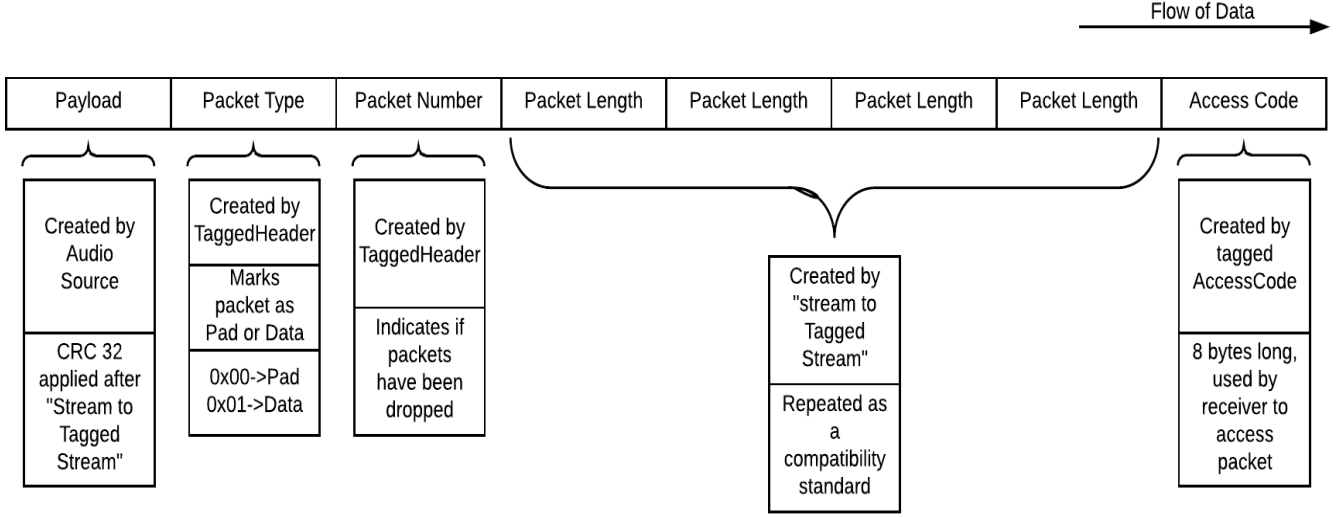 Flow of Data
Payload
Packet Type
Packet Number
Packet Length
Packet Length
Packet Length
Packet Length
Access Code
Created by
Audio
Source
CRC 32
applied after
"Stream to
Tagged
Stream"
Created by
TaggedHeader
Marks
packet as
Pad or Data
0x00->Pad
0x01->Data
Created by
TaggedHeader
Indicates if
packets
have been
dropped
Created by
"stream to
Tagged
Stream"
Repeated as
a
compatibility
standard
Created by
tagged
AccessCode
8 bytes long,
used by
receiver to
access
packet